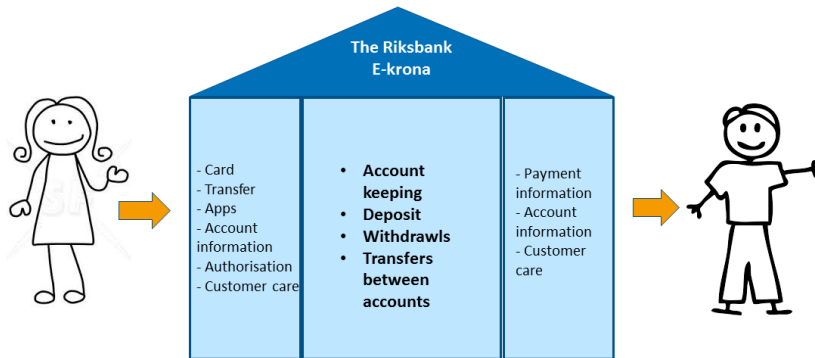 The Riksbank
E-krona
- Card
- Transfer
- Apps
- Account
information
- Authorisation
- Customer care
• Account
keeping
• Deposit
• Withdrawls
• Transfers
between
accounts
- Payment
information
- Account
information
- Customer
care